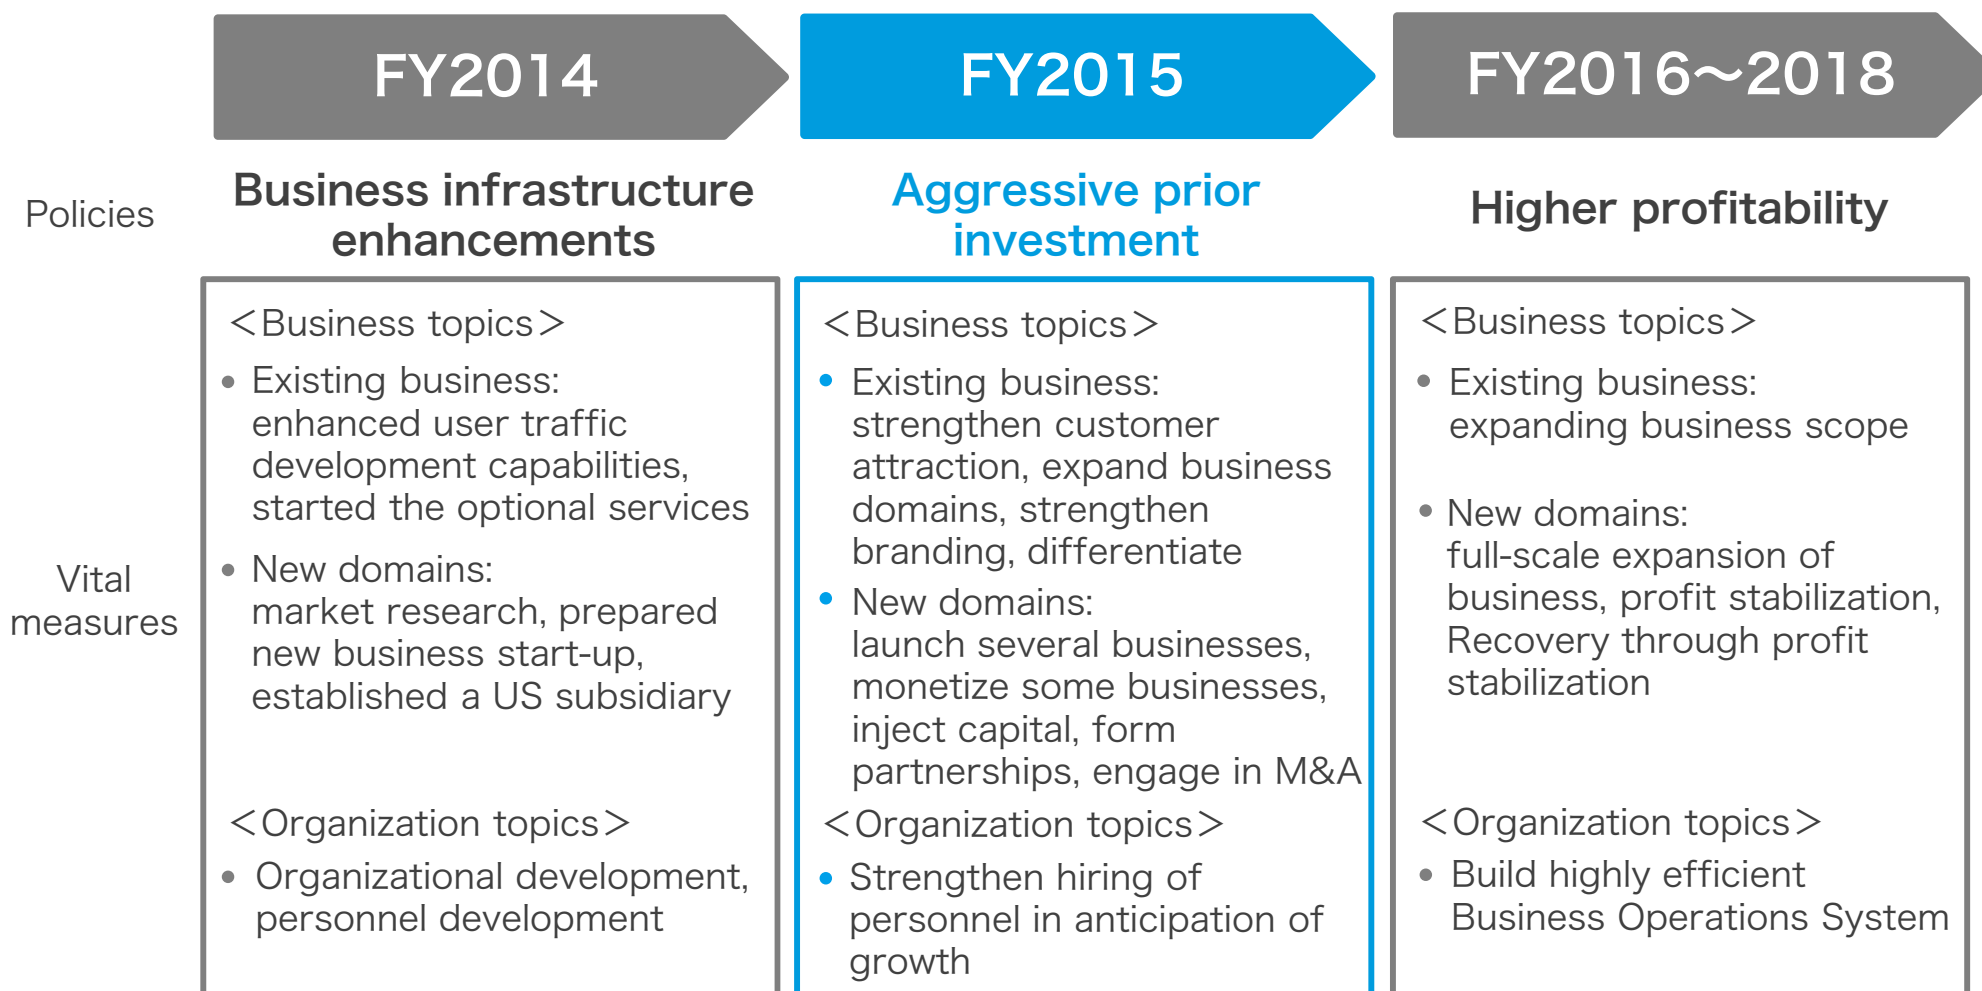 FY2014
FY2015
FY2016～2018
Policies
Business infrastructure
enhancements
Aggressive prior
investment
Higher profitability
Vital
measures
＜Business topics＞
• Existing business:
enhanced user traffic
development capabilities,
started the optional services
• New domains:
market research, prepared
new business start-up,
established a US subsidiary
＜Organization topics＞
• Organizational development,
personnel development
＜Business topics＞
• Existing business:
strengthen customer
attraction, expand business
domains, strengthen
branding, differentiate
• New domains:
launch several businesses,
monetize some businesses,
inject capital, form
partnerships, engage in M&A
＜Organization topics＞
• Strengthen hiring of
personnel in anticipation of
growth
＜Business topics＞
• Existing business:
expanding business scope
• New domains:
full-scale expansion of
business, profit stabilization,
Recovery through profit
stabilization
＜Organization topics＞
• Build highly efficient
Business Operations System